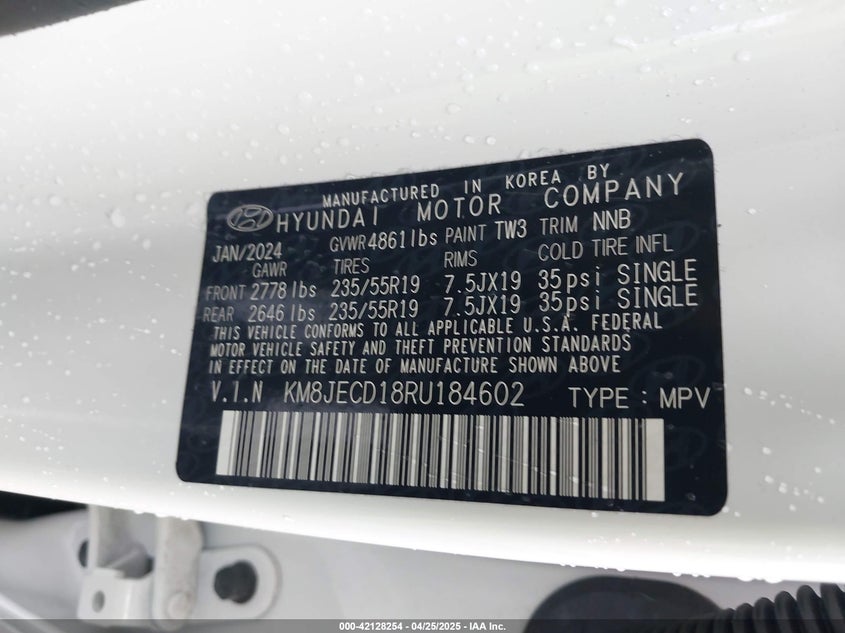 MANUFACTURED IN KOREA BY
HYUNDAI MOTOR COMPANY
JAN/2024 GVWR 4861lbs PAINT TW3 TRIM NNB
GAWR TIRES RIMS COLD TIRE INFL
FRONT 2778 lbs 235/55R19 7.5JX19 35psi SINGLE
REAR 2646 lbs 235/55R19 7.5JX19 35psi SINGLE
THIS VEHICLE CONFORMS TO ALL APPLICABLE U.S.A. FEDERAL
MOTOR VEHICLE SAFETY AND THEFT PREVENTION STANDARDS
IN EFFECT ON THE DATE OF MANUFACTURE SHOWN ABOVE
V.I.N KM8JECD18RU184602 TYPE : MPV
000-42128254 - 04/25/2025 - IAA Inc.